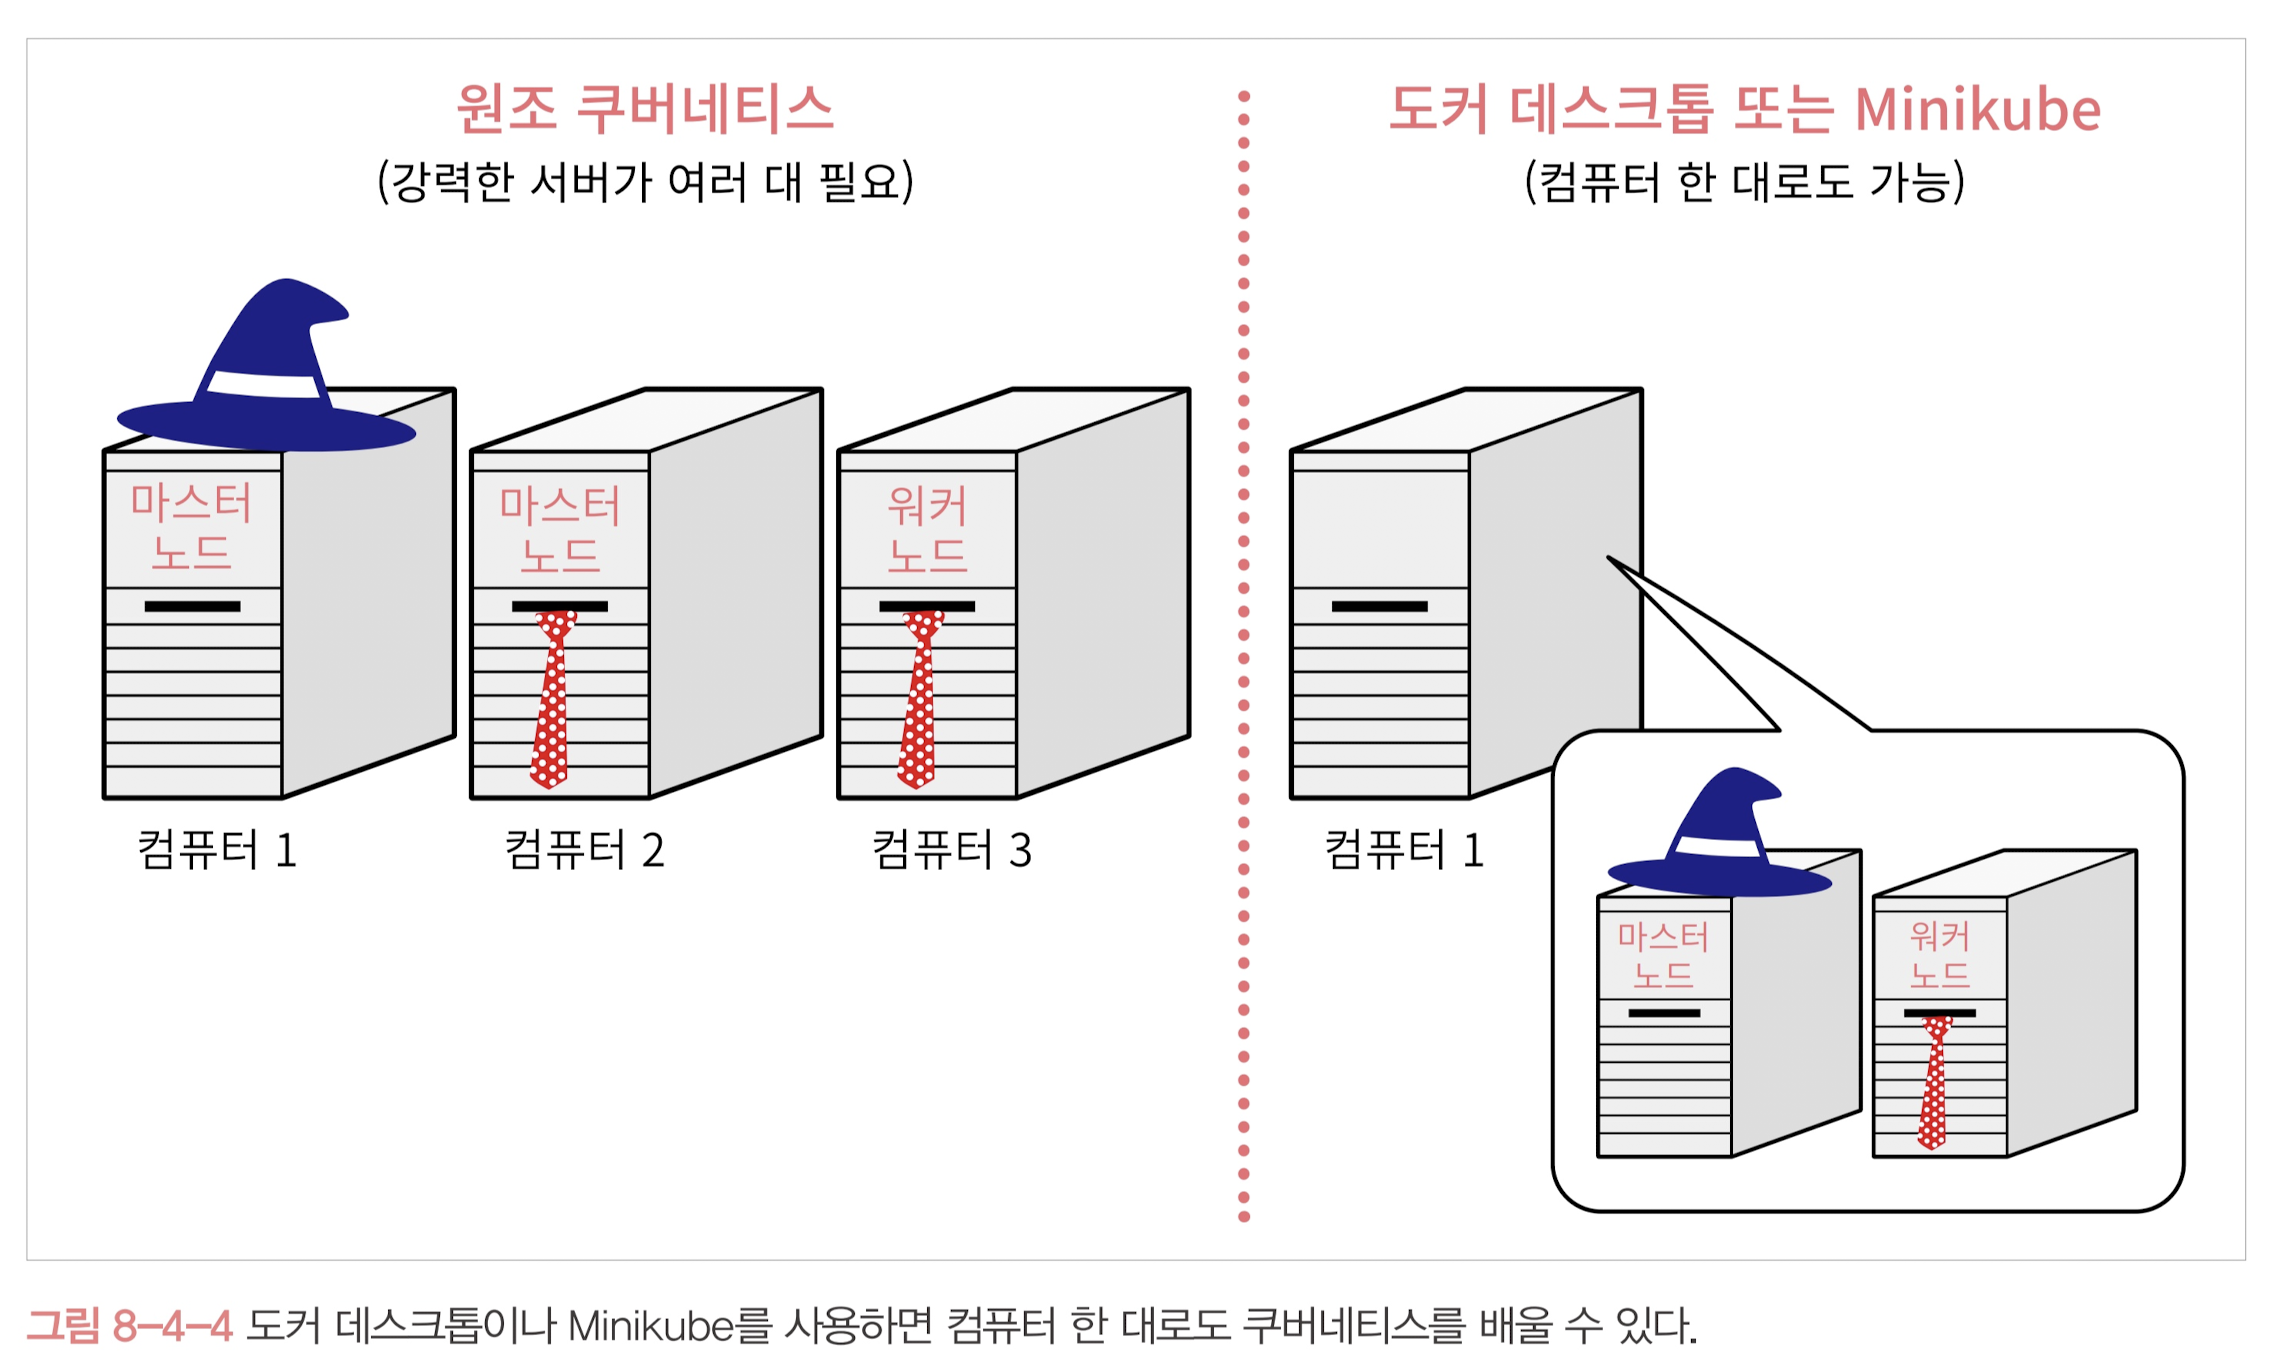 원조 쿠버네티스
(강력한 서버가 여러 대 필요)
마스터
노드
마스터
노드
워커
노드
컴퓨터 1
컴퓨터 2
컴퓨터 3
도커 데스크톱 또는 Minikube
(컴퓨터 한 대로도 가능)
컴퓨터 1
마스터
노드
워커
노드
그림 8-4-4 도커 데스크톱이나 Minikube를 사용하면 컴퓨터 한 대로도 쿠버네티스를 배울 수 있다.